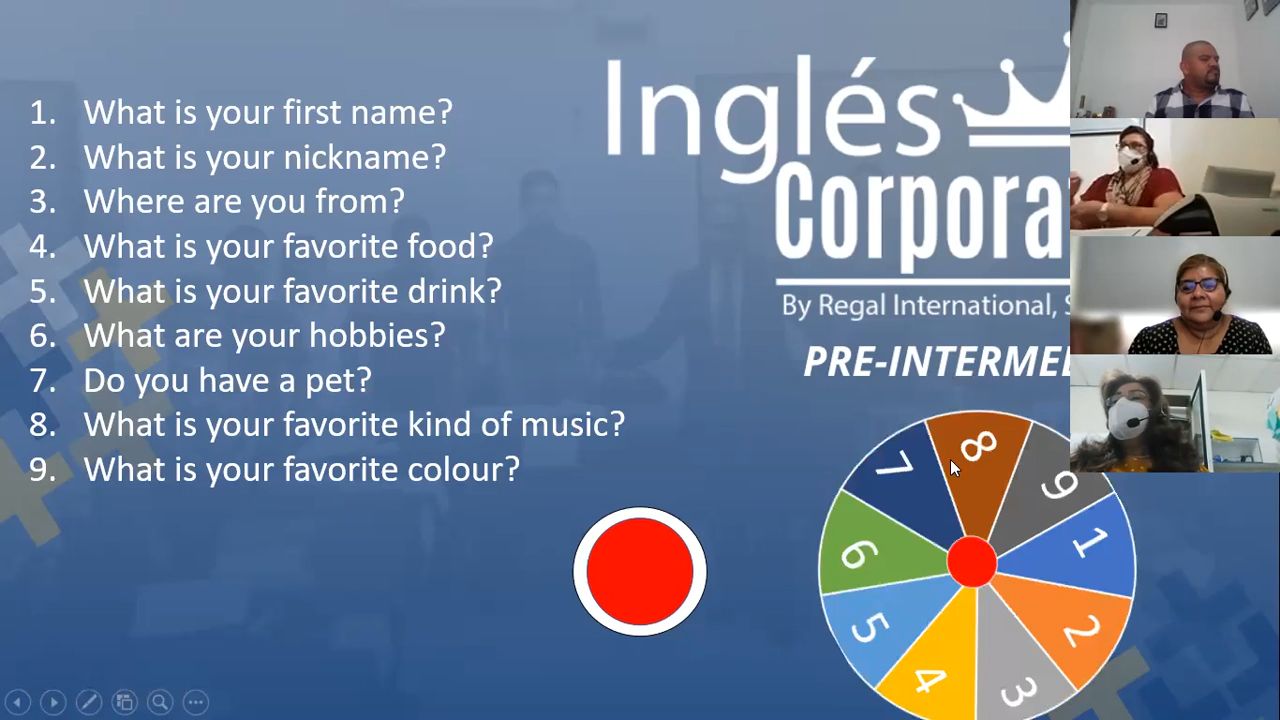 1. What is your first name?
2. What is your nickname?
3. Where are you from?
4. What is your favorite food?
5. What is your favorite drink?
6. What are your hobbies?
7. Do you have a pet?
8. What is your favorite kind of music?
9. What is your favorite colour?
Inglés
Corpora
By Regal International, S
PRE-INTERME
8
7
9
6
1
5
2
4
3